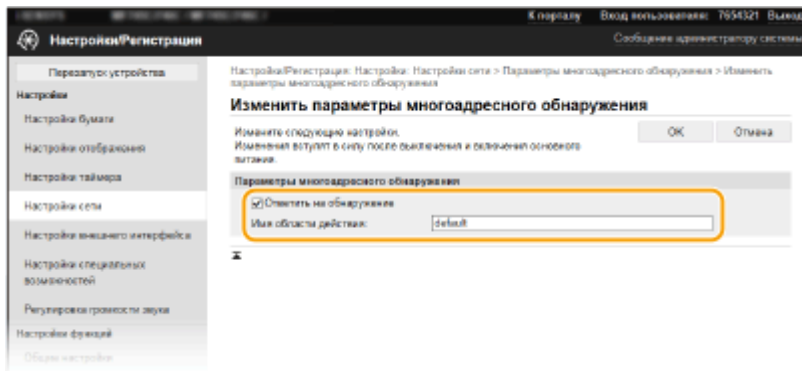 К порталу Вход пользователя: 7654321 Выход
Настройки/Регистрация
Сообщение администратору системы
Перезапуск устройства
Настройки
Настройки бумаги
Настройки отображения
Настройки таймера
Настройки сети
Настройки внешнего интерфейса
Настройки специальных
возможностей
Регулировка громкости звука
Настройки функций
Общие настройки
Настройки/Регистрация: Настройки: Настройки сети > Параметры многоадресного обнаружения > Изменить
параметры многоадресного обнаружения
Изменить параметры многоадресного обнаружения
Измените следующие настройки.
Изменения вступят в силу после выключения и включения основного
питания.
OK Отмена
Параметры многоадресного обнаружения
Ответить на обнаружение
Имя области действия: default